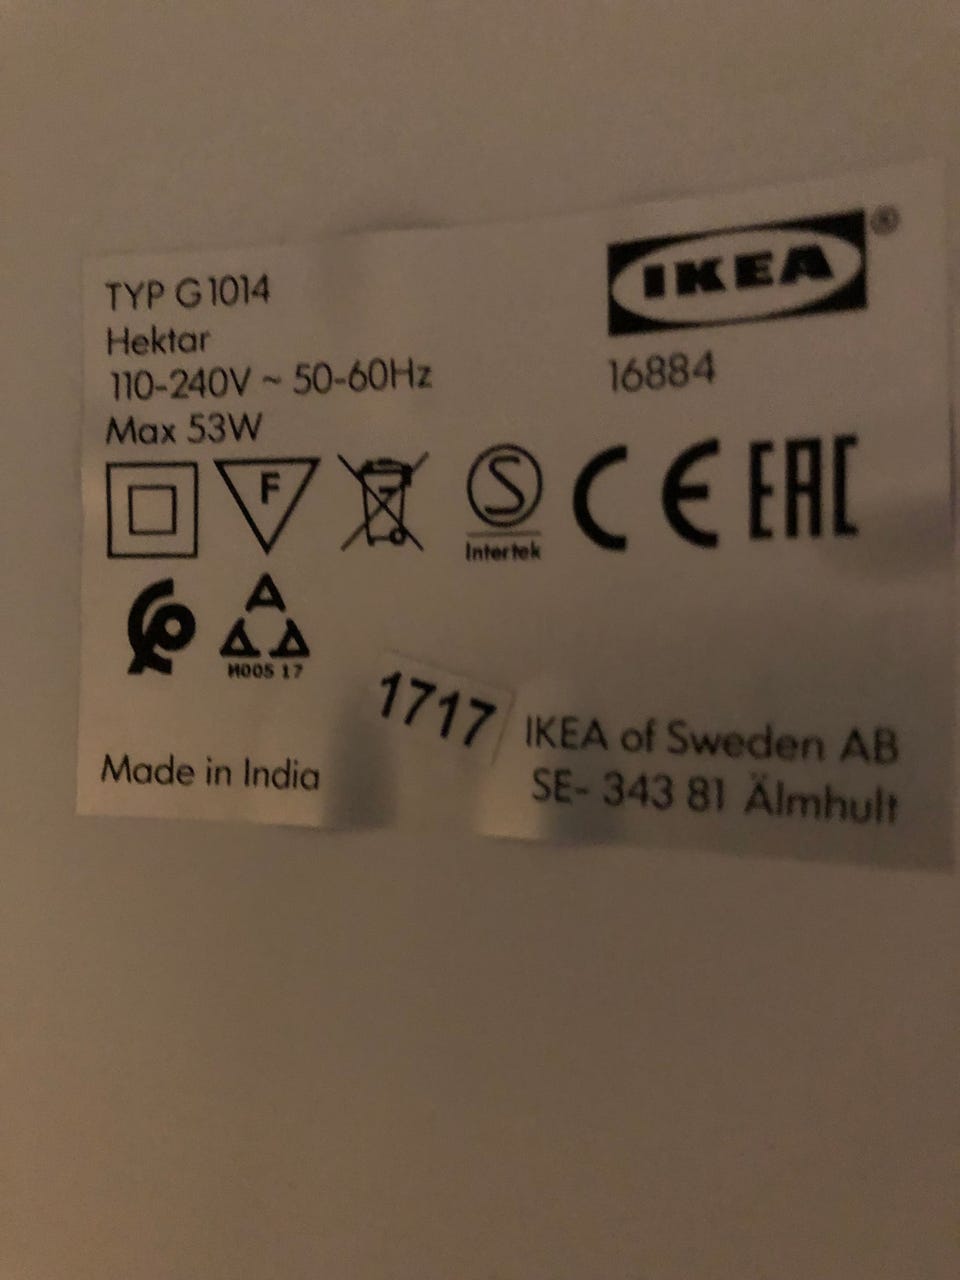 TYP G1014
Hektar
110-240V ~ 50-60Hz
Max 53W
IKEA ®
16884
F
S
Intertek
CE
EAC
И005 17
1717
Made in India
IKEA of Sweden AB
SE- 343 81 Älmhult